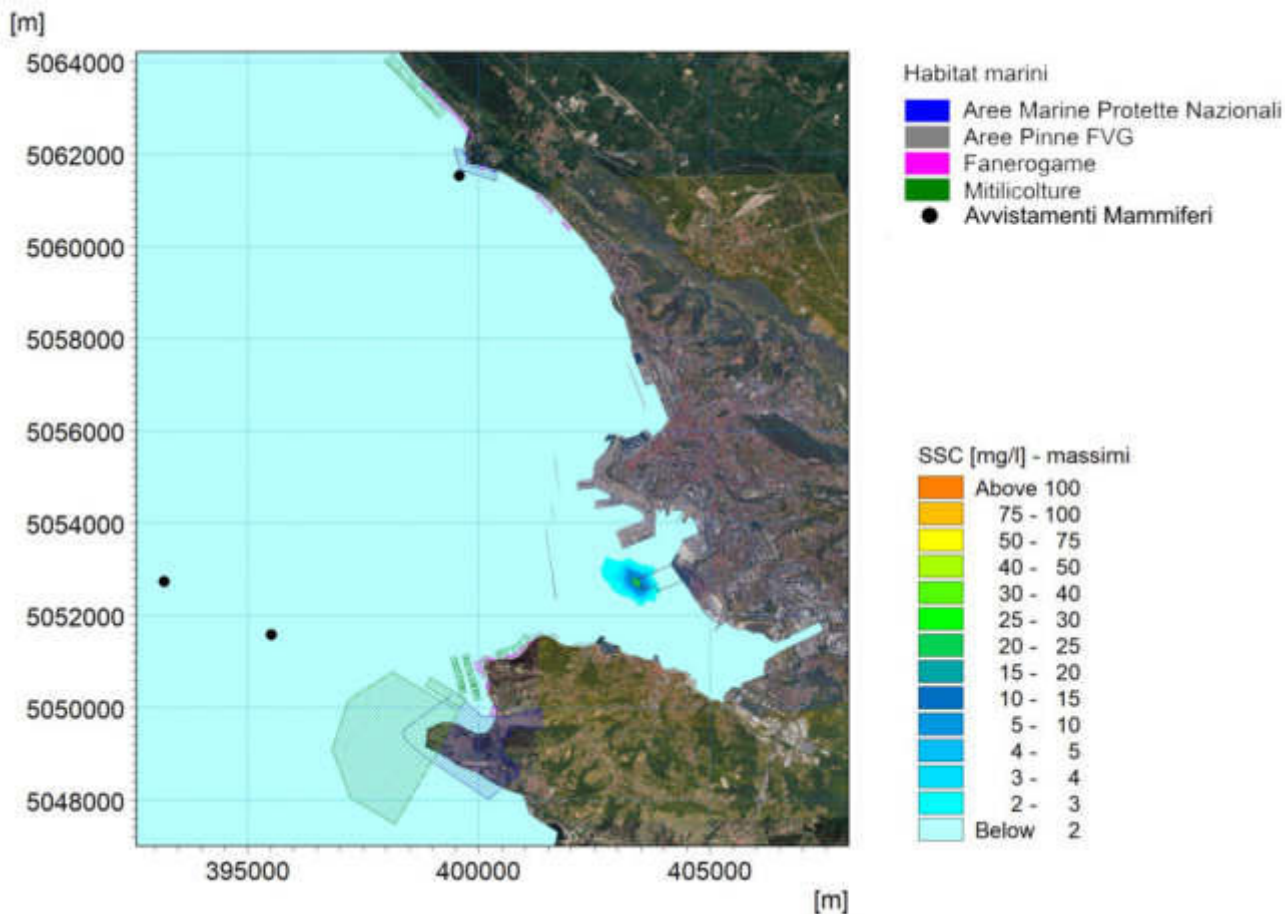 [m]
5064000
5062000
5060000
5058000
5056000
5054000
5052000
5050000
5048000
395000
400000
405000
[m]
Habitat marini
Aree Marine Protette Nazionali
Aree Pinne FVG
Fanerogame
Mitilicolture
Avvistamenti Mammiferi
SSC [mg/l] - massimi
Above 100
75 - 100
50 - 75
40 - 50
30 - 40
25 - 30
20 - 25
15 - 20
10 - 15
5 - 10
4 - 5
3 - 4
2 - 3
Below 2